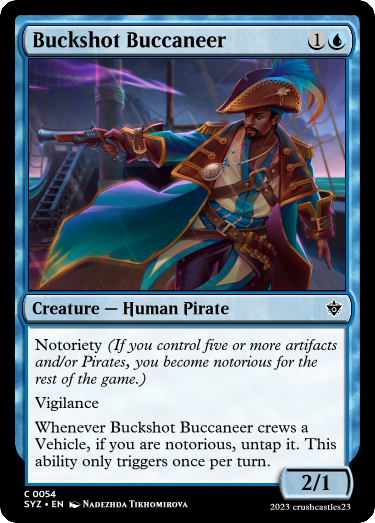 Buckshot Buccaneer 1
Creature — Human Pirate
Notoriety (If you control five or more artifacts
and/or Pirates, you become notorious for the
rest of the game.)
Vigilance
Whenever Buckshot Buccaneer crews a
Vehicle, if you are notorious, untap it. This
ability only triggers once per turn.
2/1
C 0054
SYZ • EN Nadezhda Tikhomirova
2023 crushcastles23